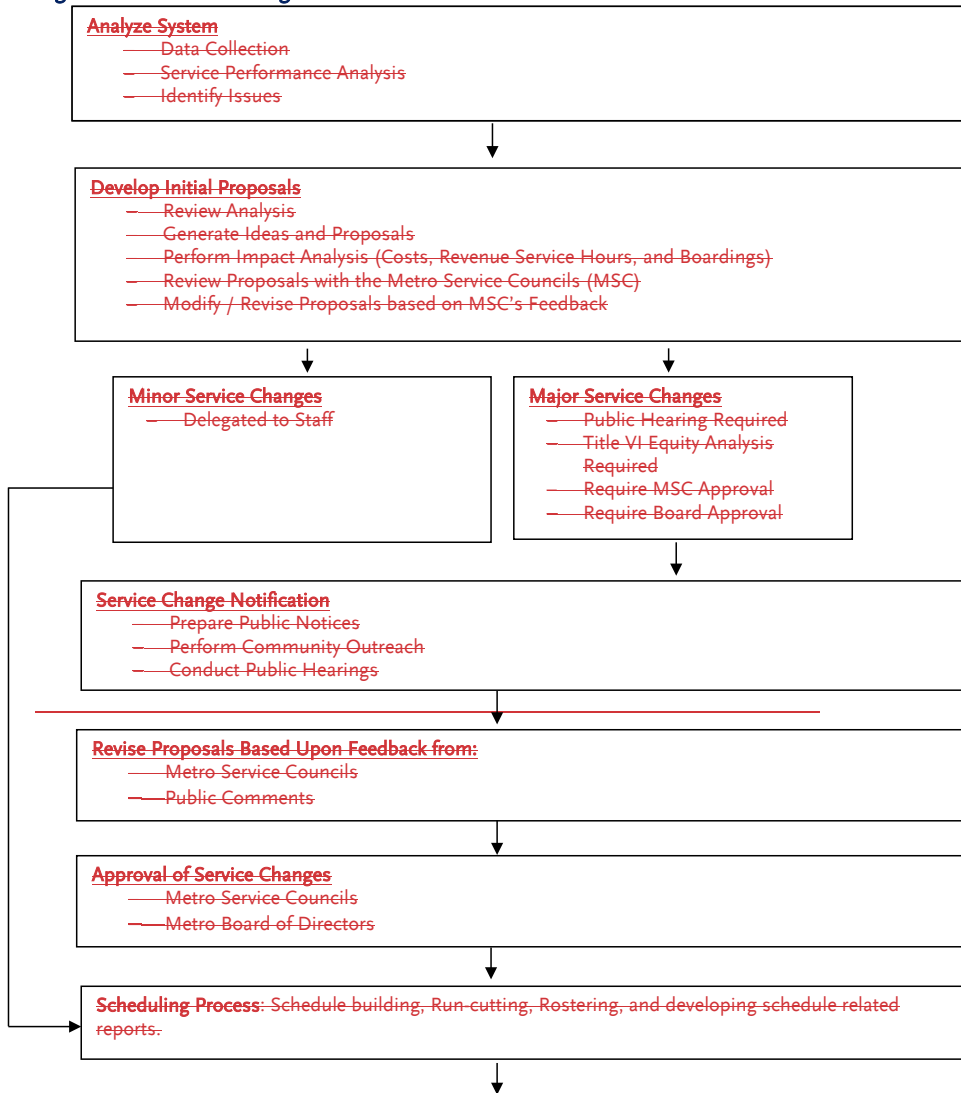 Analyze System
— Data Collection
— Service Performance Analysis
— Identify Issues
Develop Initial Proposals
— Review Analysis
— Generate Ideas and Proposals
— Perform Impact Analysis (Costs, Revenue Service Hours, and Boardings)
— Review Proposals with the Metro Service Councils (MSC)
— Modify / Revise Proposals based on MSC's Feedback
Minor Service Changes
— Delegated to Staff
Major Service Changes
— Public Hearing Required
— Title VI Equity Analysis
Required
— Require MSC Approval
— Require Board Approval
Service Change Notification
— Prepare Public Notices
— Perform Community Outreach
— Conduct Public Hearings
Revise Proposals Based Upon Feedback from:
— Metro Service Councils
— Public Comments
Approval of Service Changes
— Metro Service Councils
— Metro Board of Directors
Scheduling Process: Schedule building, Run-cutting, Rostering, and developing schedule related
reports.